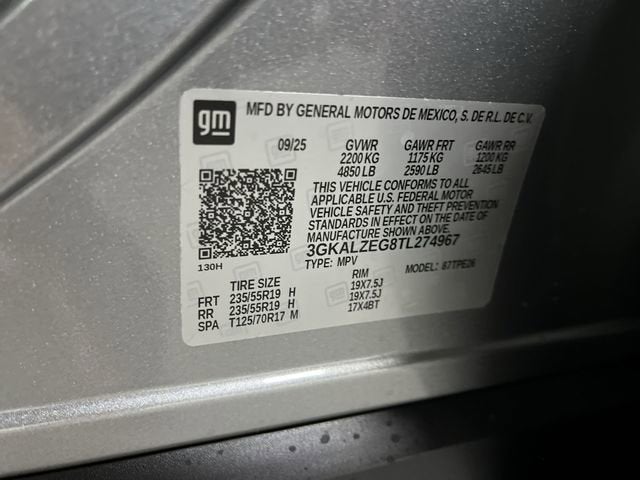 gm
MFD BY GENERAL MOTORS DE MEXICO, S. DE R.L. DE C.V.
09/25 GVWR GAWR FRT GAWR RR
2200 KG 1175 KG 1200 KG
4850 LB 2590 LB 2645 LB
THIS VEHICLE CONFORMS TO ALL
APPLICABLE U.S. FEDERAL MOTOR
VEHICLE SAFETY AND THEFT PREVENTION
STANDARDS IN EFFECT ON THE DATE OF
MANUFACTURE SHOWN ABOVE.
3GKALZEG8TL274967
130H
TYPE: MPV MODEL: 87TPE26
TIRE SIZE RIM
FRT 235/55R19 H 19X7.5J
RR 235/55R19 H 19X7.5J
SPA T125/70R17 M 17X4BT